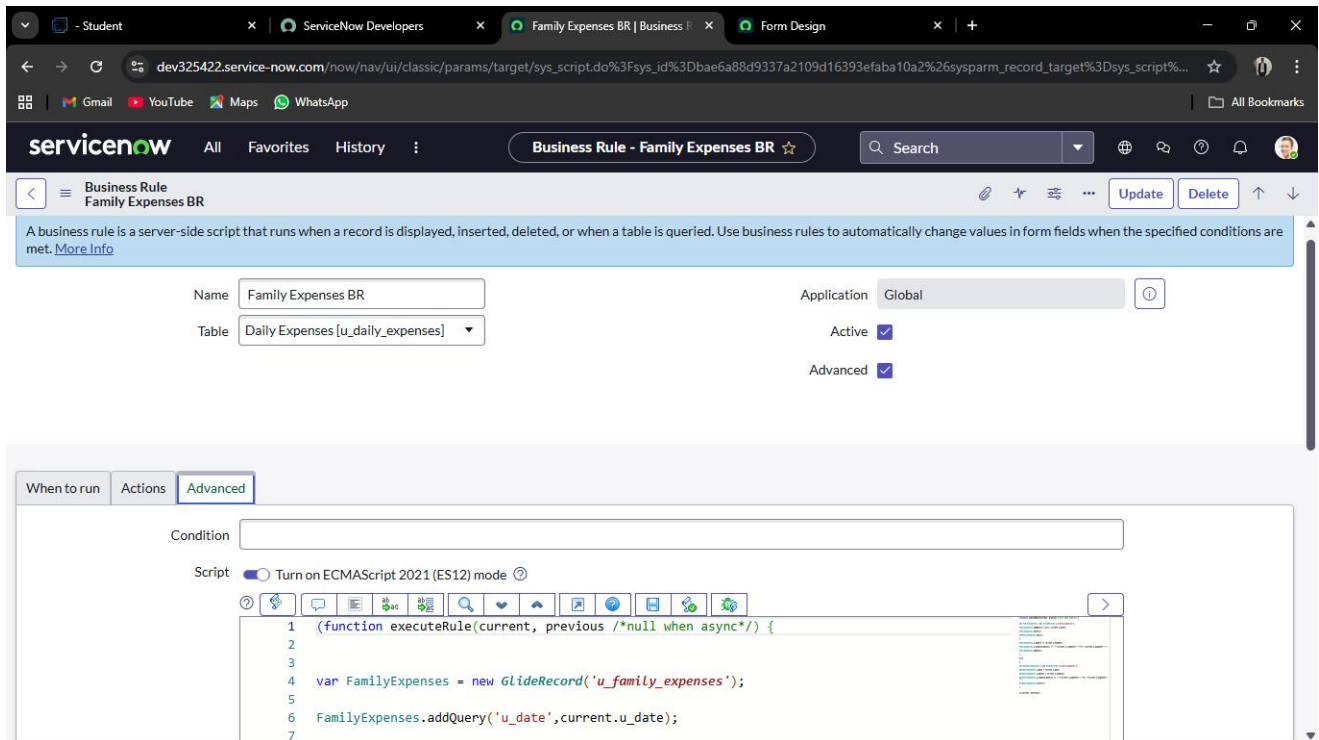 - Student
ServiceNow Developers
Family Expenses BR | Business R
Form Design
dev325422.service-now.com/now/nav/ui/classic/params/target/sys_script.do%3Fsys_id%3Dbae6a88d9337a2109d16393efaba10a2%26sysparm_record_target%3Dsys_script%...
Gmail YouTube Maps WhatsApp All Bookmarks
servicenow All Favorites History Business Rule - Family Expenses BR Search
Business Rule
Family Expenses BR
Update Delete
A business rule is a server-side script that runs when a record is displayed, inserted, deleted, or when a table is queried. Use business rules to automatically change values in form fields when the specified conditions are
met. More Info
Name Family Expenses BR Application Global
Table Daily Expenses [u_daily_expenses] Active
Advanced
When to run Actions Advanced
Condition
Script Turn on ECMAScript 2021 (ES12) mode
1 (function executeRule(current, previous /*null when async*/) {
2
3
4 var FamilyExpenses = new GlideRecord('u_family_expenses');
5
6 FamilyExpenses.addQuery('u_date',current.u_date);
7